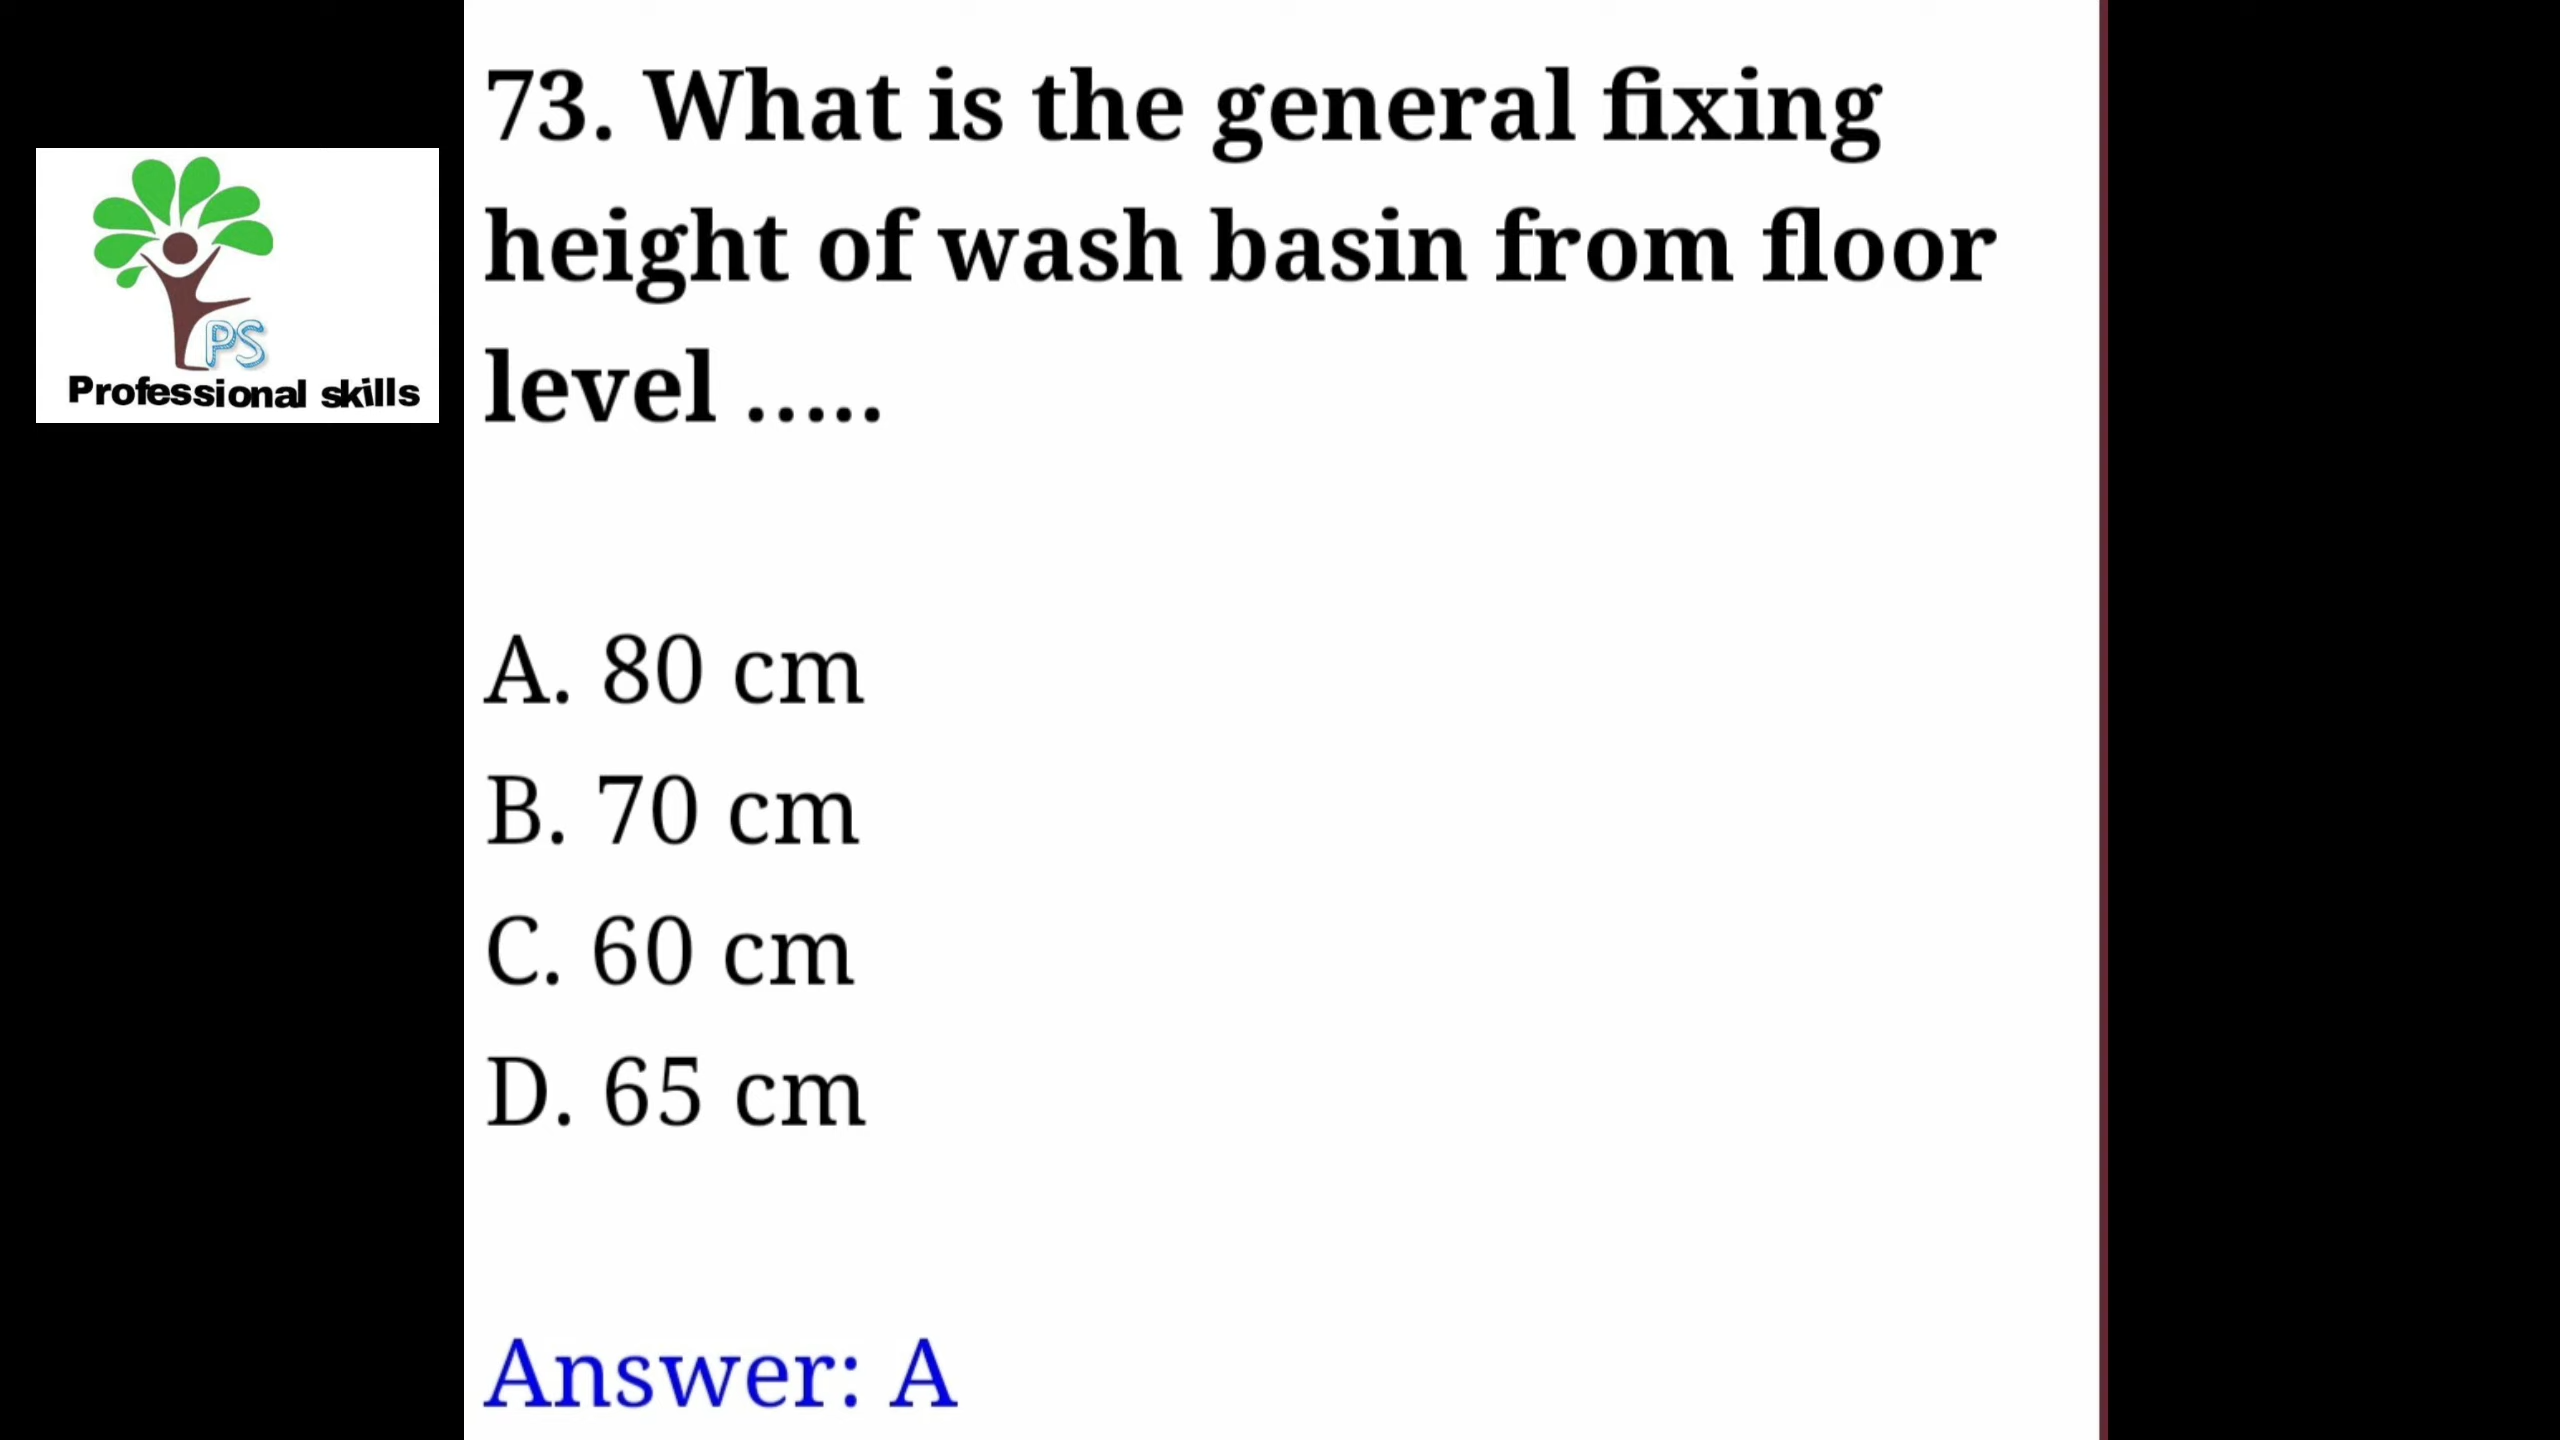 73. What is the general fixing
height of wash basin from floor
level .....
A. 80 cm
B. 70 cm
C. 60 cm
D. 65 cm
Answer: A
PS
Professional skills